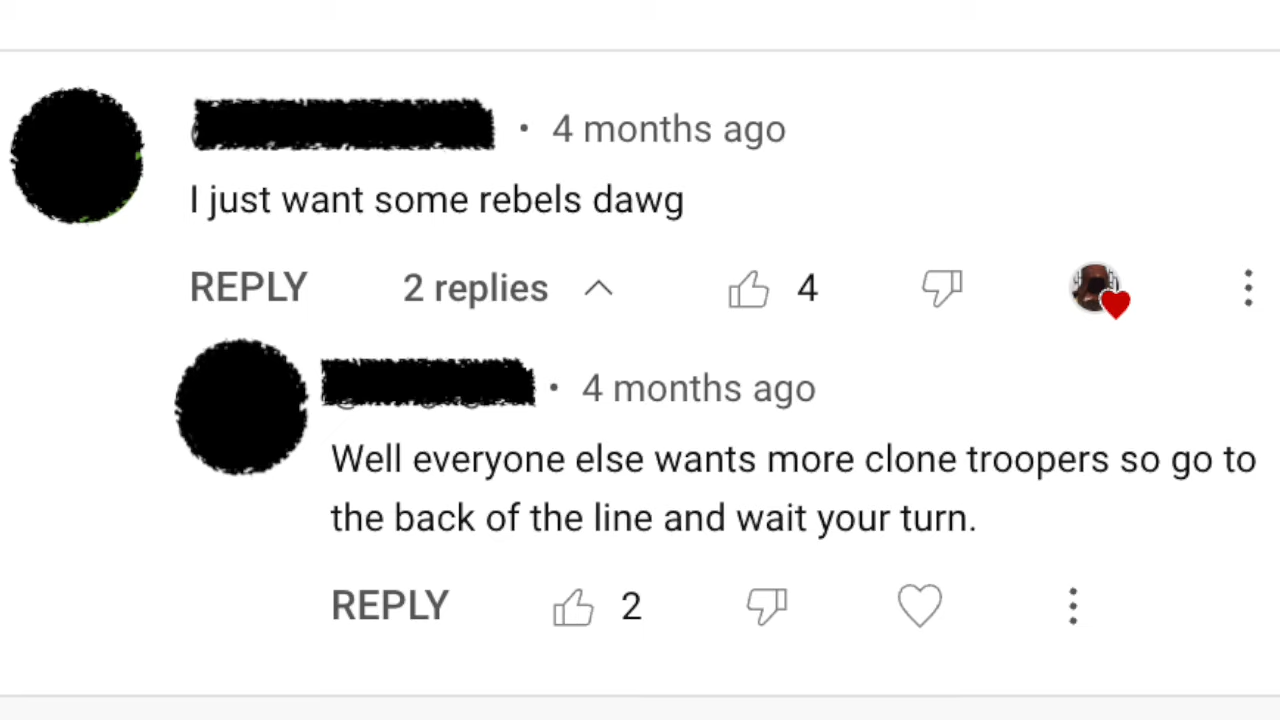 • 4 months ago
I just want some rebels dawg
REPLY 2 replies 4
• 4 months ago
Well everyone else wants more clone troopers so go to
the back of the line and wait your turn.
REPLY 2